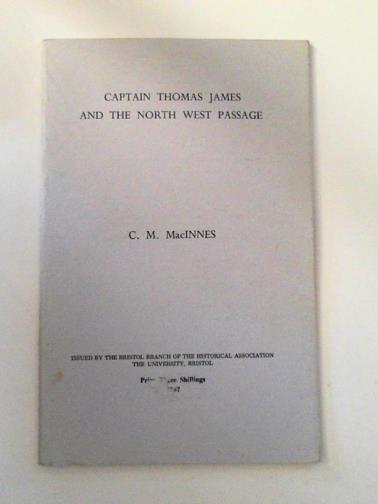 CAPTAIN THOMAS JAMES
AND THE NORTH WEST PASSAGE
C. M. MacINNES
ISSUED BY THE BRISTOL BRANCH OF THE HISTORICAL ASSOCIATION
THE UNIVERSITY, BRISTOL
Shillings